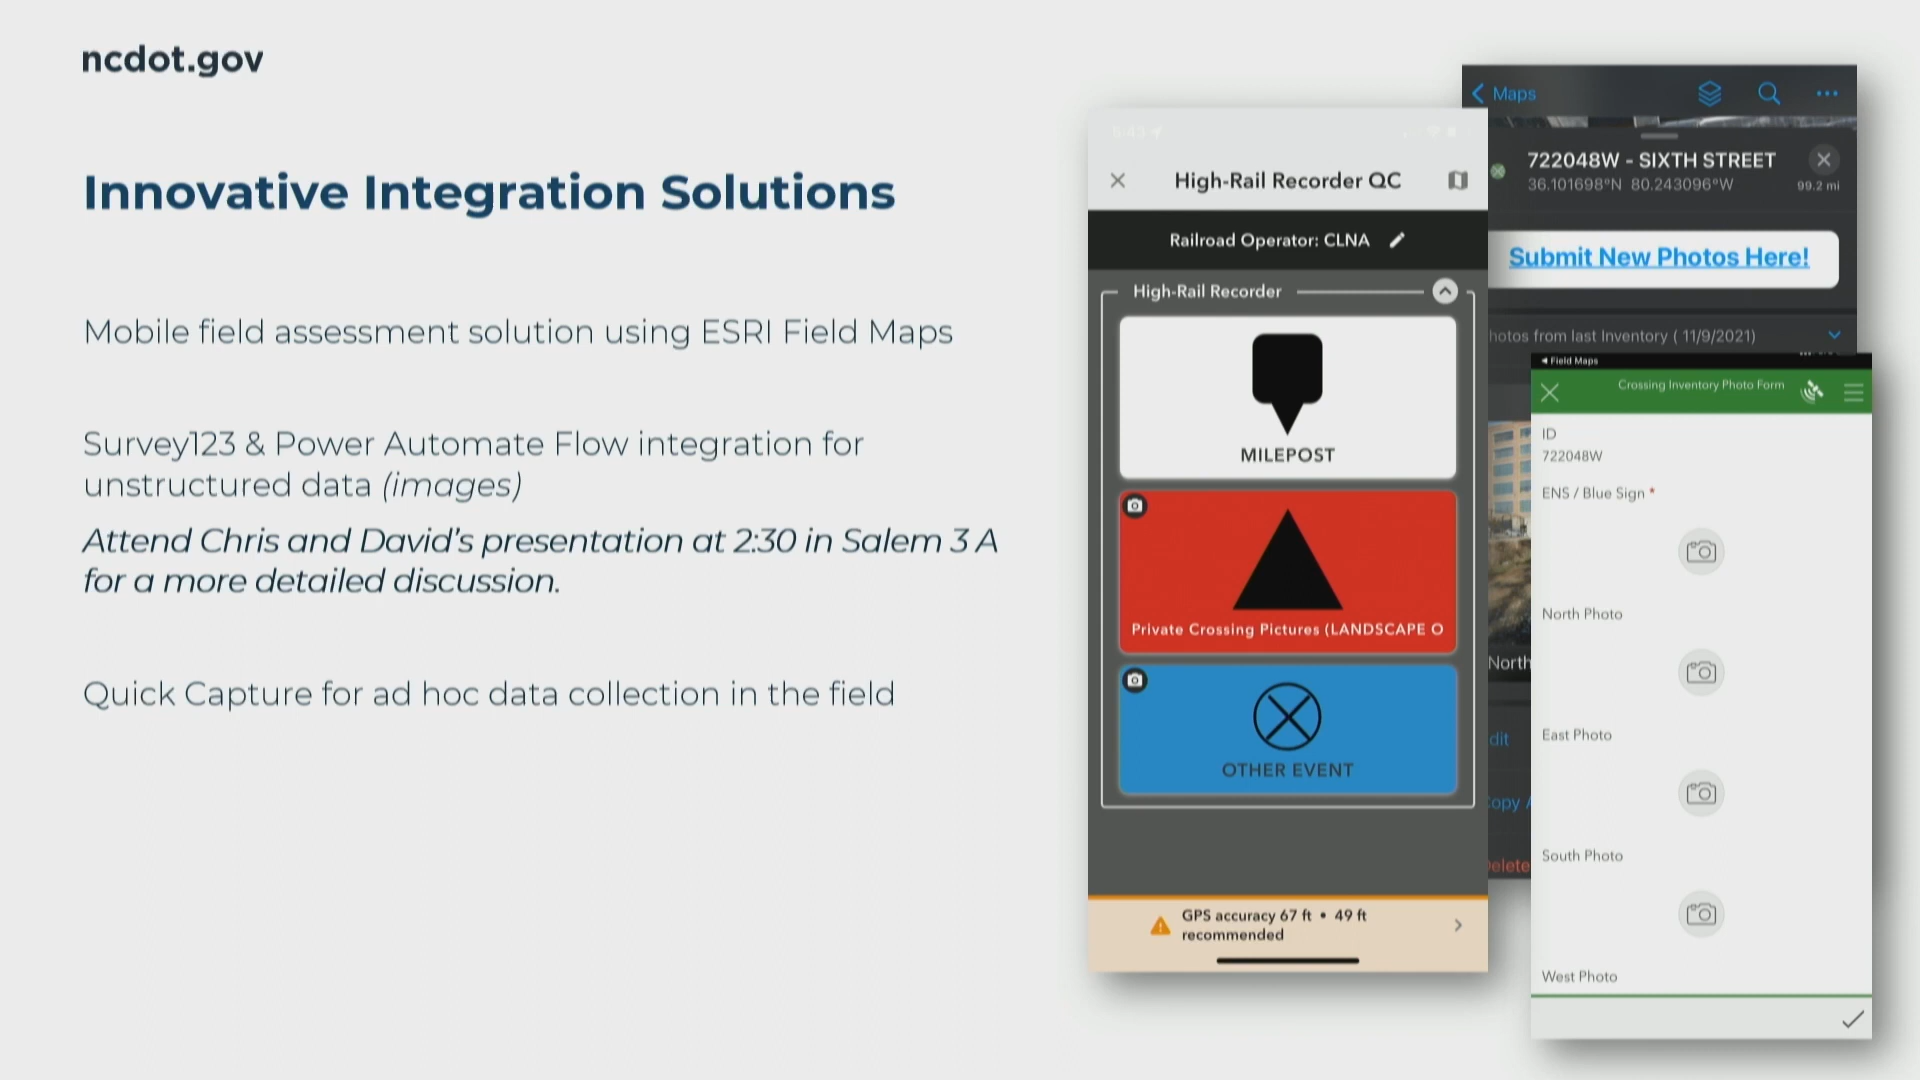 ncdot.gov
Innovative Integration Solutions
Mobile field assessment solution using ESRI Field Maps
Survey123 & Power Automate Flow integration for
unstructured data (images)
Attend Chris and David's presentation at 2:30 in Salem 3 A
for a more detailed discussion.
Quick Capture for ad hoc data collection in the field
5:43
High-Rail Recorder QC
Railroad Operator: CLNA
High-Rail Recorder
MILEPOST
Private Crossing Pictures (LANDSCAPE O
OTHER EVENT
GPS accuracy 67 ft • 49 ft
recommended
Maps
722048W - SIXTH STREET
36.101698°N 80.243096°W
99.2 mi
Submit New Photos Here!
hotos from last Inventory ( 11/9/2021)
North
dit
opy
elete
Field Maps
Crossing Inventory Photo Form
ID
722048W
ENS / Blue Sign *
North Photo
East Photo
South Photo
West Photo